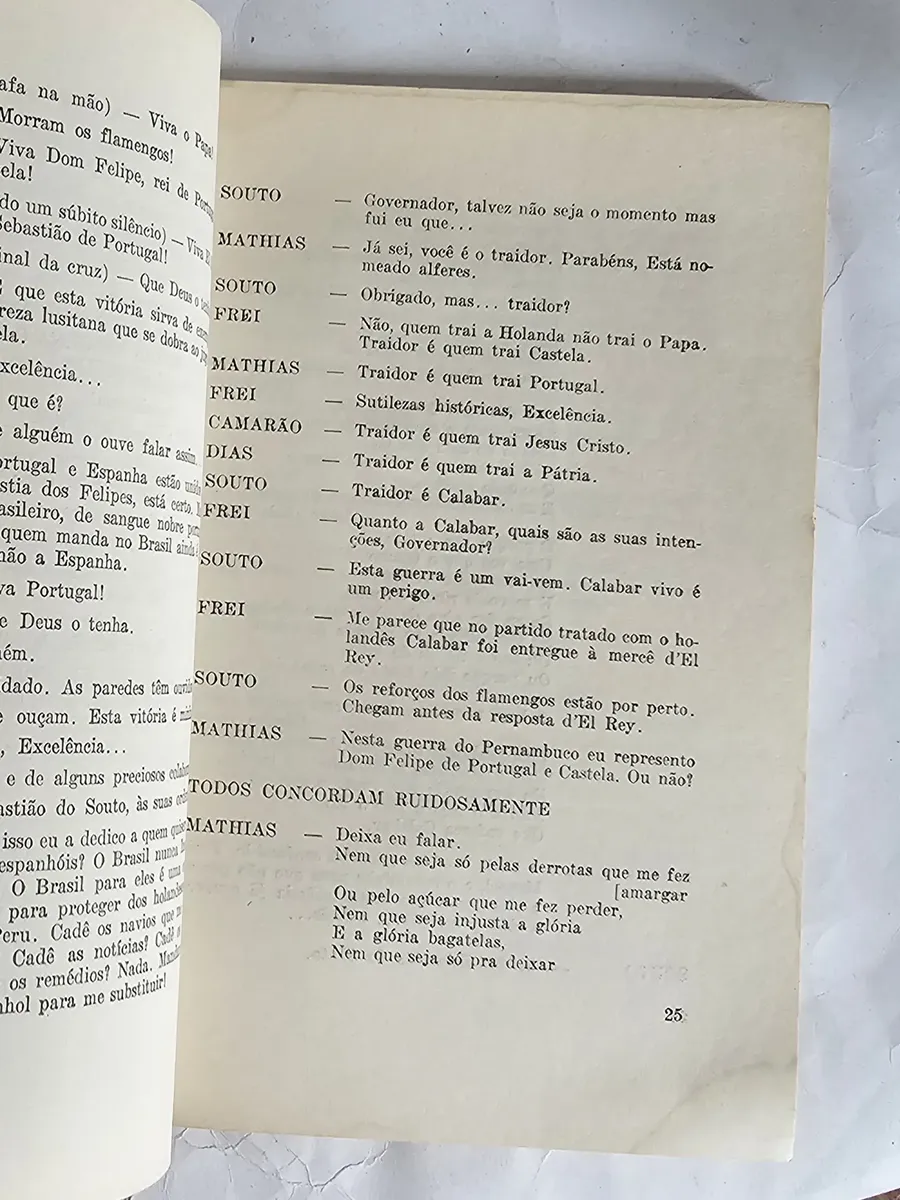 afa na mão) — Viva o Papa!
Morram os flamengos!
Viva Dom Felipe, rei de
ela!
do um súbito silêncio) — Viva
Sebastião de Portugal!
inal da cruz) — Que Deus o
E que esta vitória sirva de
reza lusitana que se dobra ao
ela.
xcelência...
que é?
e alguém o ouve falar assim.
ortugal e Espanha estão
stia dos Felipes, está certo.
asileiro, de sangue nobre
quem manda no Brasil ainda
não a Espanha.
va Portugal!
e Deus o tenha.
ém.
dado. As paredes têm
e ouçam. Esta vitória é
, Excelência...
e de alguns preciosos
astião do Souto, às suas
isso eu a dedico a quem
espanhóis? O Brasil nunca
O Brasil para eles é uma
para proteger dos
Peru. Cadê os navios que
Cadê as notícias? Cadê
os remédios? Nada.
nhol para me substituir!
SOUTO — Governador, talvez não seja o momento mas
fui eu que...
MATHIAS — Já sei, você é o traidor. Parabéns, Está no-
meado alferes.
SOUTO — Obrigado, mas... traidor?
FREI — Não, quem trai a Holanda não trai o Papa.
Traidor é quem trai Castela.
MATHIAS — Traidor é quem trai Portugal.
FREI — Sutilezas históricas, Excelência.
CAMARÃO — Traidor é quem trai Jesus Cristo.
DIAS — Traidor é quem trai a Pátria.
SOUTO — Traidor é Calabar.
FREI — Quanto a Calabar, quais são as suas inten-
ções, Governador?
SOUTO — Esta guerra é um vai-vem. Calabar vivo é
um perigo.
FREI — Me parece que no partido tratado com o ho-
landês Calabar foi entregue à mercê d'El
Rey.
SOUTO — Os reforços dos flamengos estão por perto.
Chegam antes da resposta d'El Rey.
MATHIAS — Nesta guerra do Pernambuco eu represento
Dom Felipe de Portugal e Castela. Ou não?
TODOS CONCORDAM RUIDOSAMENTE
MATHIAS — Deixa eu falar.
Nem que seja só pelas derrotas que me fez
[amargar
Ou pelo açúcar que me fez perder,
Nem que seja injusta a glória
E a glória bagatelas,
Nem que seja só pra deixar
25